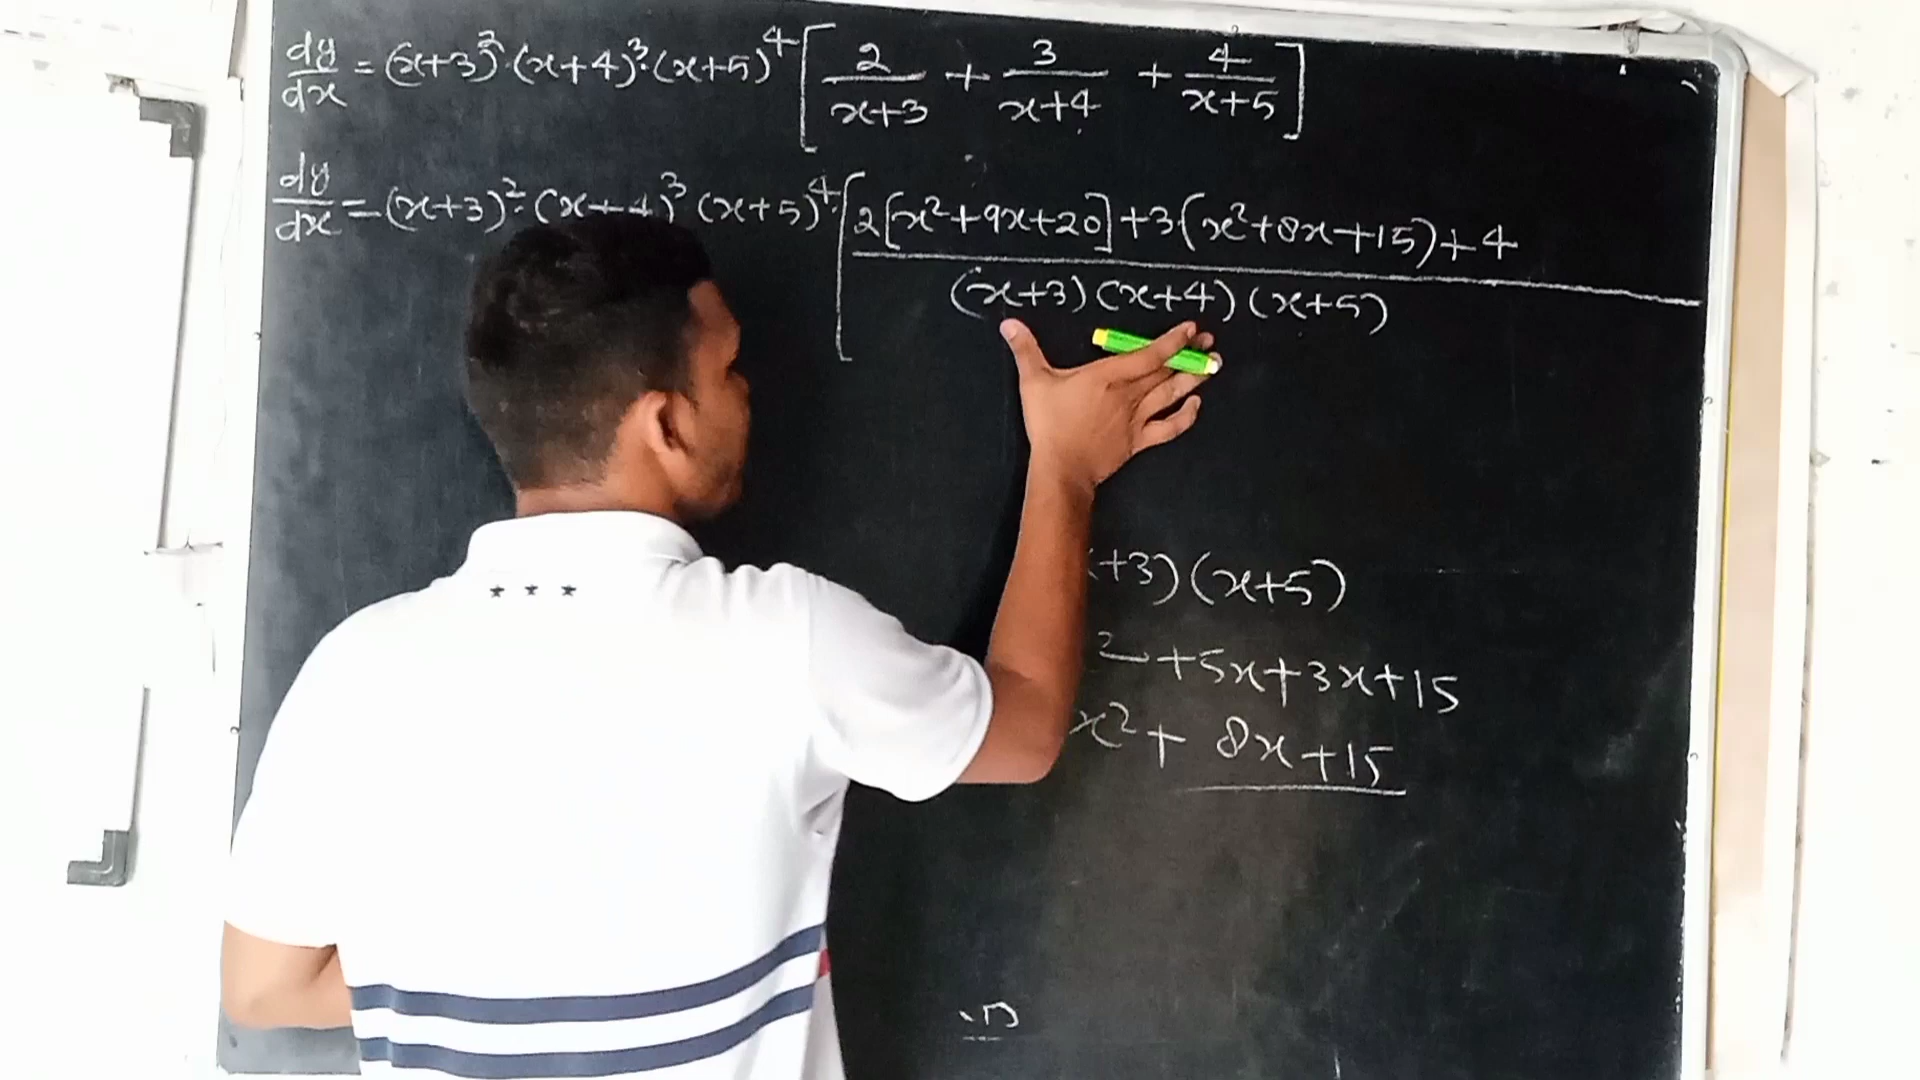 dy/dx = (x+3)²·(x+4)³·(x+5)⁴ [2/(x+3) + 3/(x+4) + 4/(x+5)]
dy/dx = (x+3)²·(x+4)³ (x+5)⁴·[2[x²+9x+20]+3(x²+8x+15)+4/(x+3)(x+4)(x+5)
+3)(x+5)
²+5x+3x+15
x²+8x+15